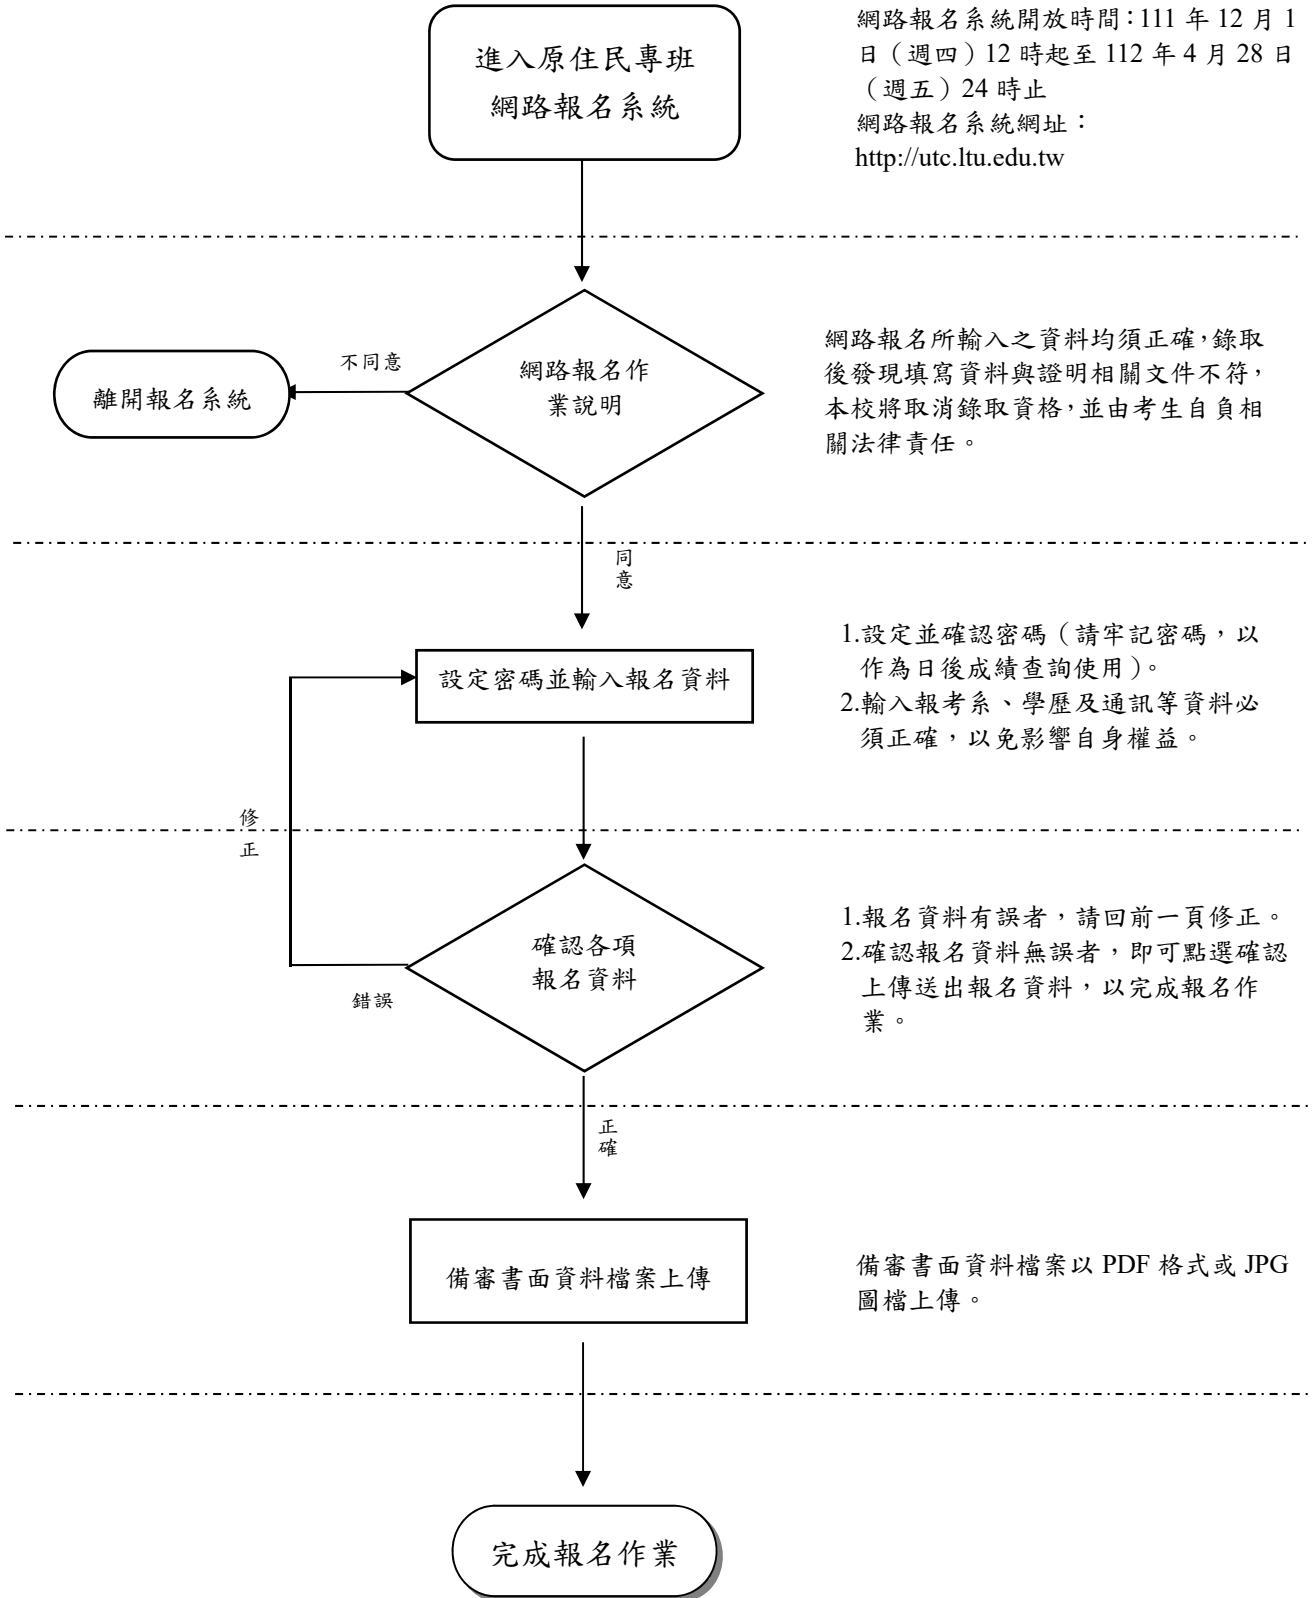 進入原住民專班
網路報名系統
網路報名系統開放時間：111 年 12 月 1
日（週四）12 時起至 112 年 4 月 28 日
（週五）24 時止
網路報名系統網址：
http://utc.ltu.edu.tw
離開報名系統
不同意
網路報名作
業說明
網路報名所輸入之資料均須正確，錄取
後發現填寫資料與證明相關文件不符，
本校將取消錄取資格，並由考生自負相
關法律責任。
同
意
設定密碼並輸入報名資料
1.設定並確認密碼（請牢記密碼，以
作為日後成績查詢使用）。
2.輸入報考系、學歷及通訊等資料必
須正確，以免影響自身權益。
修
正
確認各項
報名資料
錯誤
1.報名資料有誤者，請回前一頁修正。
2.確認報名資料無誤者，即可點選確認
上傳送出報名資料，以完成報名作
業。
正
確
備審書面資料檔案上傳
備審書面資料檔案以 PDF 格式或 JPG
圖檔上傳。
完成報名作業